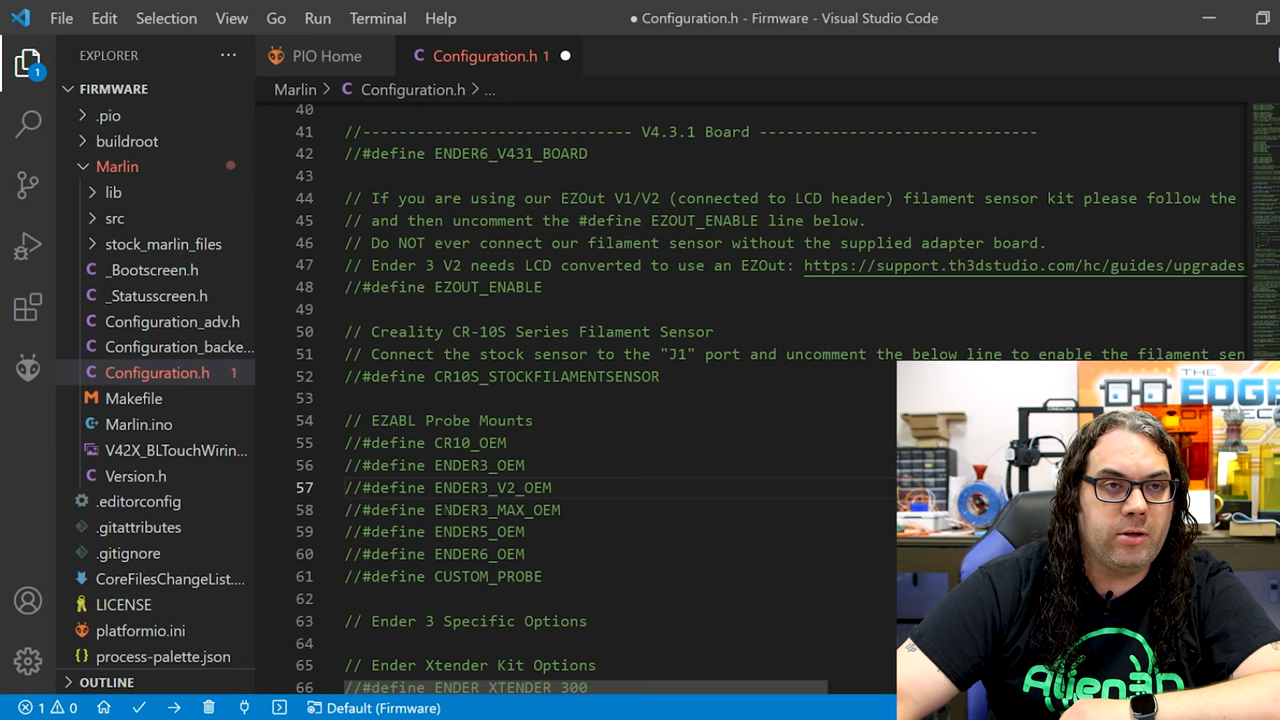 File Edit Selection View Go Run Terminal Help
● Configuration.h - Firmware - Visual Studio Code
EXPLORER ···
PIO Home
C Configuration.h 1
1
FIRMWARE
Marlin > C Configuration.h > ...
.pio
buildroot
Marlin
lib
src
stock_marlin_files
C _Bootscreen.h
C _Statusscreen.h
C Configuration_adv.h
C Configuration_backe...
C Configuration.h 1
M Makefile
Marlin.ino
V42X_BLTouchWirin...
C Version.h
.editorconfig
.gitattributes
.gitignore
CoreFilesChangeList....
LICENSE
platformio.ini
{} process-palette.json
OUTLINE
40
41 //------------------------------ V4.3.1 Board -------------------------------
42 //#define ENDER6_V431_BOARD
43
44 // If you are using our EZOut V1/V2 (connected to LCD header) filament sensor kit please follow the
45 // and then uncomment the #define EZOUT_ENABLE line below.
46 // Do NOT ever connect our filament sensor without the supplied adapter board.
47 // Ender 3 V2 needs LCD converted to use an EZOut: https://support.th3dstudio.com/hc/guides/upgrades
48 //#define EZOUT_ENABLE
49
50 // Creality CR-10S Series Filament Sensor
51 // Connect the stock sensor to the "J1" port and uncomment the below line to enable the filament sen
52 //#define CR10S_STOCKFILAMENTSENSOR
53
54 // EZABL Probe Mounts
55 //#define CR10_OEM
56 //#define ENDER3_OEM
57 //#define ENDER3_V2_OEM
58 //#define ENDER3_MAX_OEM
59 //#define ENDER5_OEM
60 //#define ENDER6_OEM
61 //#define CUSTOM_PROBE
62
63 // Ender 3 Specific Options
64
65 // Ender Xtender Kit Options
66 //#define ENDER_XTENDER_300
THE
EDGE
Alien3D
1 0 Default (Firmware)